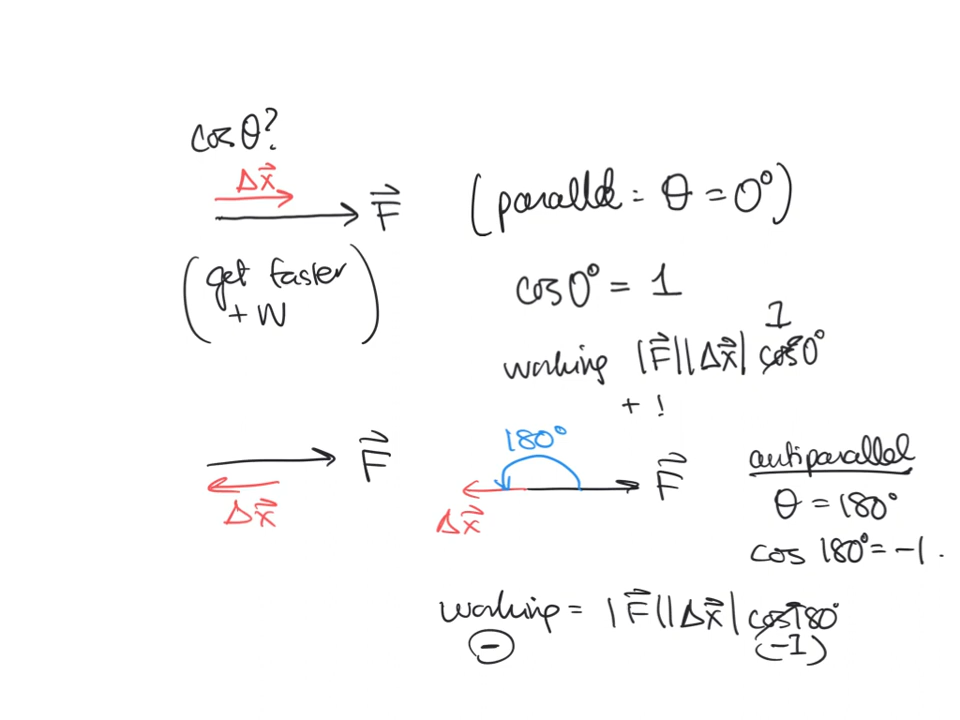 cos θ?
Δx⃗
F⃗
(parallel : θ = 0°)
(get faster
+ W)
cos 0° = 1
1
working |F⃗||Δx⃗| cos 0°
+ !
F⃗
Δx⃗
180°
F⃗
Δx⃗
antiparallel
θ = 180°
cos 180° = -1.
working = |F⃗||Δx⃗| cos 180°
(-)
(-1)